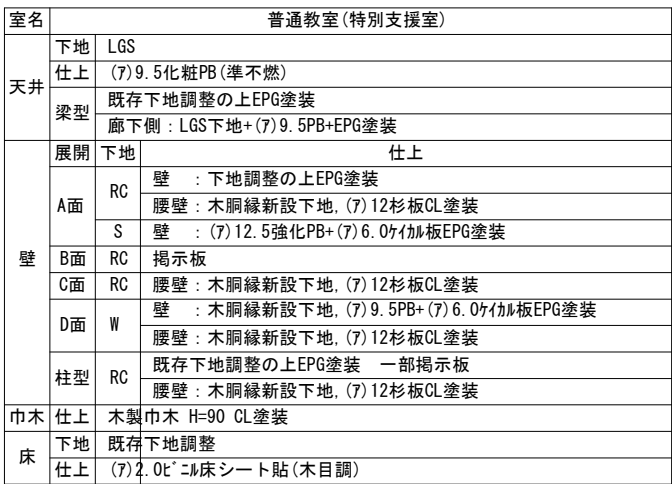 室名 普通教室(特別支援室)
天井 下地 LGS
仕上 (ｱ)9.5化粧PB(準不燃)
梁型 既存下地調整の上EPG塗装
廊下側：LGS下地+(ｱ)9.5PB+EPG塗装
壁 展開 下地 仕上
A面 RC 壁　：下地調整の上EPG塗装
腰壁：木胴縁新設下地,(ｱ)12杉板CL塗装
S 壁　：(ｱ)12.5強化PB+(ｱ)6.0ｹｲｶﾙ板EPG塗装
B面 RC 掲示板
C面 RC 腰壁：木胴縁新設下地,(ｱ)12杉板CL塗装
D面 W 壁　：木胴縁新設下地,(ｱ)9.5PB+(ｱ)6.0ｹｲｶﾙ板EPG塗装
腰壁：木胴縁新設下地,(ｱ)12杉板CL塗装
柱型 RC 既存下地調整の上EPG塗装　一部掲示板
腰壁：木胴縁新設下地,(ｱ)12杉板CL塗装
巾木 仕上 木製巾木 H=90 CL塗装
床 下地 既存下地調整
仕上 (ｱ)2.0ﾋﾞﾆﾙ床シート貼(木目調)